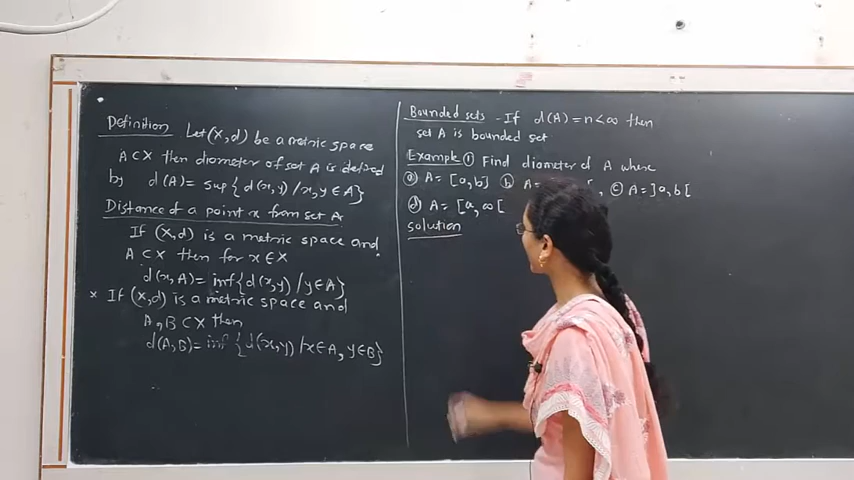 Definition Let (X,d) be a metric space
A⊂X then diameter of set A is defined
by d(A)= sup{d(x,y)/x,y∈A}
Distance of a point x from set A
If (X,d) is a metric space and
A⊂X then for x∈X
d(x,A)= inf{d(x,y)/y∈A}
× If (X,d) is a metric space and
A,B⊂X then
d(A,B)= inf{d(x,y)/x∈A, y∈B}
Bounded sets - If d(A)=n<∞ then
set A is bounded set
Example ① Find diameter of A where
ⓐ A= [a,b] ⓑ A= [, ⓒ A=]a,b[
ⓓ A= [a,∞[
solution